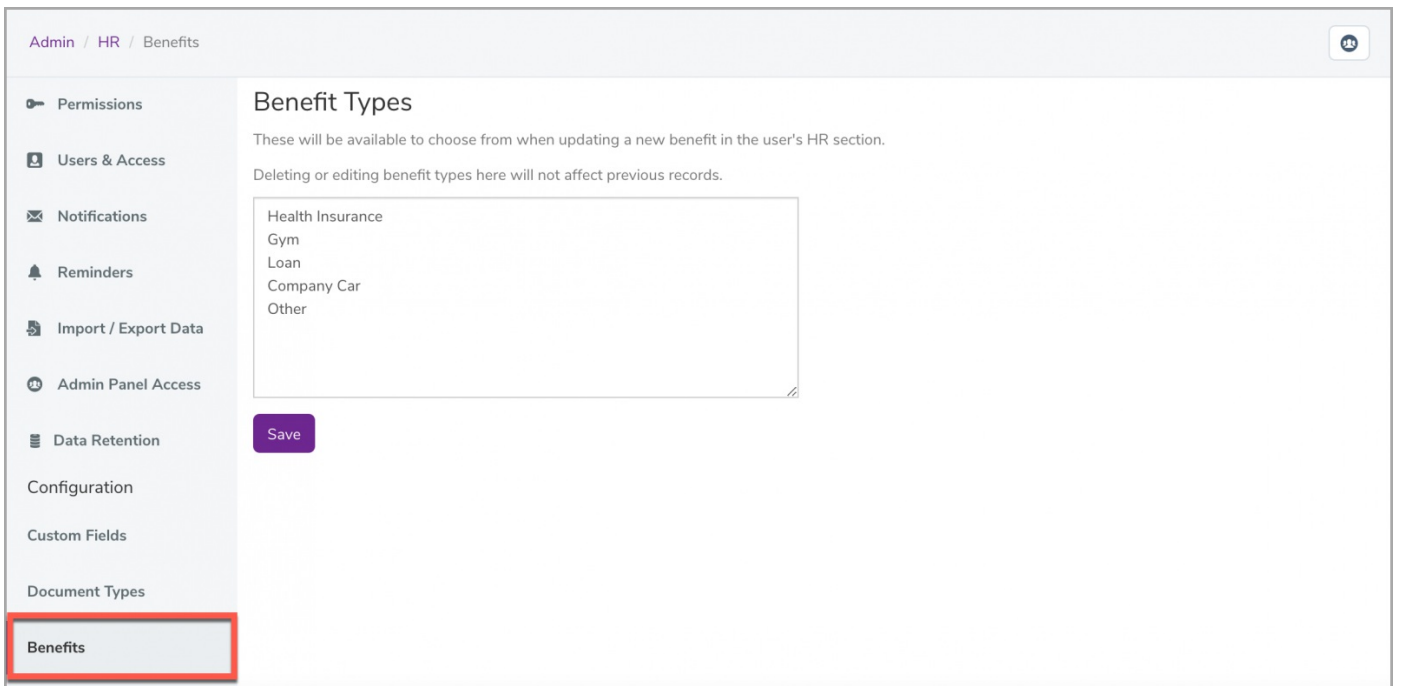 Admin / HR / Benefits
Permissions
Users & Access
Notifications
Reminders
Import / Export Data
Admin Panel Access
Data Retention
Configuration
Custom Fields
Document Types
Benefits
Benefit Types
These will be available to choose from when updating a new benefit in the user's HR section.
Deleting or editing benefit types here will not affect previous records.
Health Insurance
Gym
Loan
Company Car
Other
Save